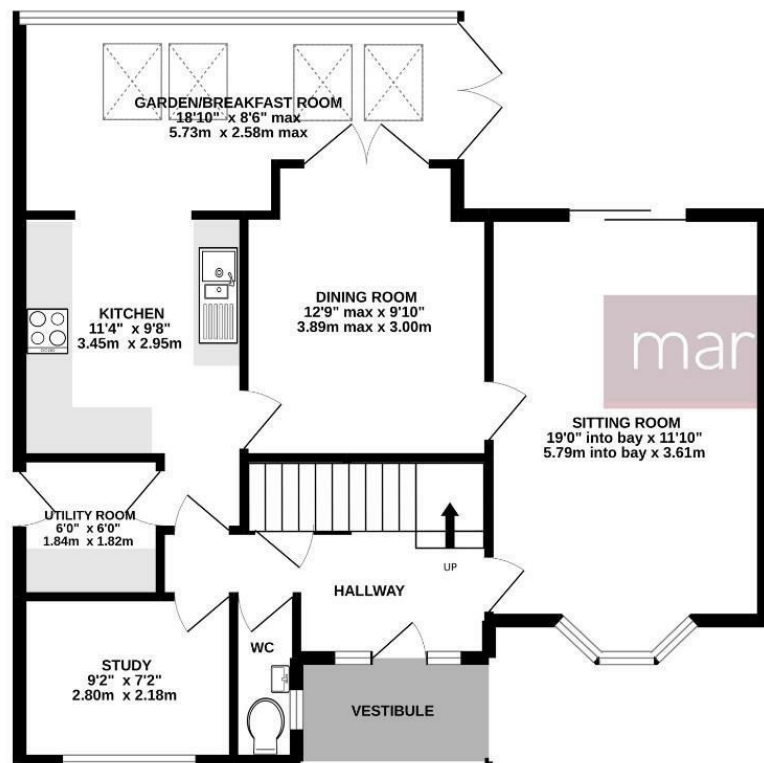 GARDEN/BREAKFAST ROOM
18'10" x 8'6" max
5.73m x 2.58m max
KITCHEN
11'4" x 9'8"
3.45m x 2.95m
DINING ROOM
12'9" max x 9'10"
3.89m max x 3.00m
mar
SITTING ROOM
19'0" into bay x 11'10"
5.79m into bay x 3.61m
UTILITY ROOM
6'0" x 6'0"
1.84m x 1.82m
UP
HALLWAY
WC
STUDY
9'2" x 7'2"
2.80m x 2.18m
VESTIBULE